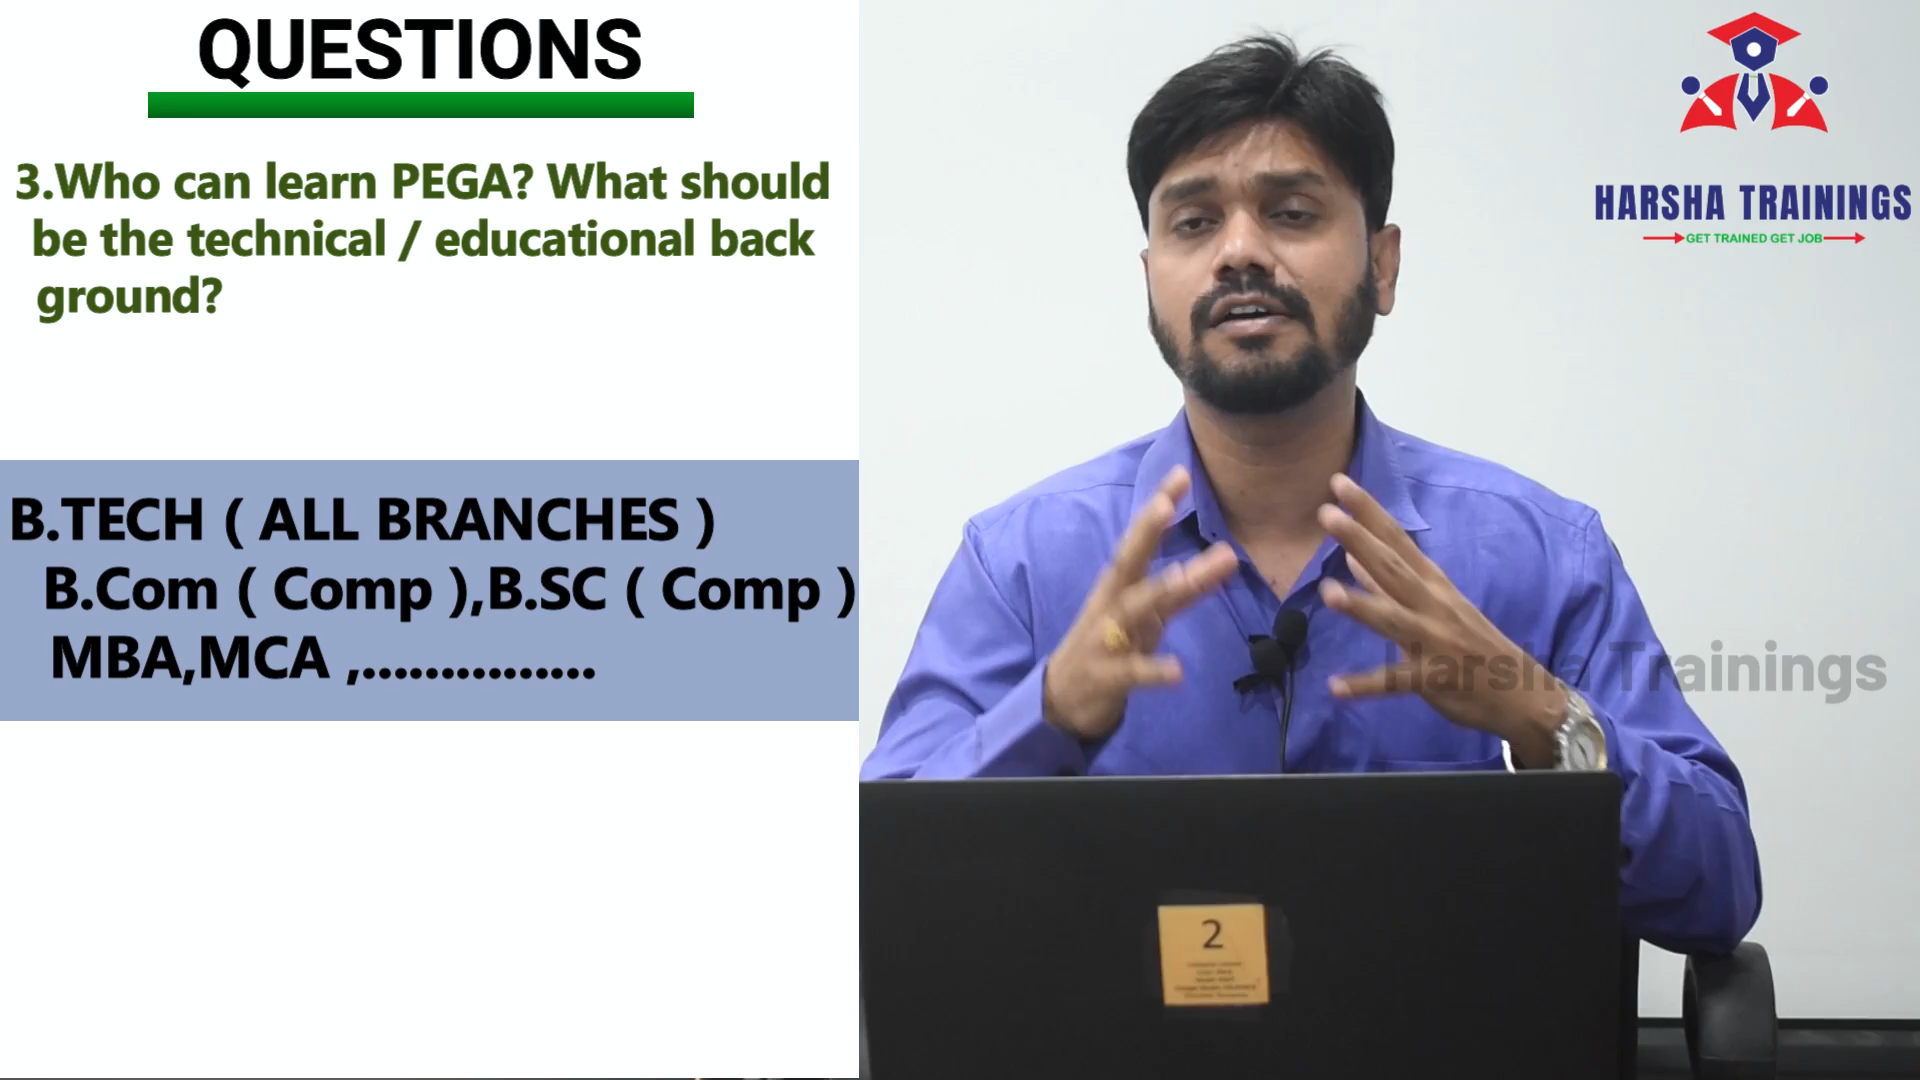 QUESTIONS
3.Who can learn PEGA? What should
be the technical / educational back
ground?
B.TECH ( ALL BRANCHES )
B.Com ( Comp ),B.SC ( Comp )
MBA,MCA ,...............
HARSHA TRAININGS
GET TRAINED GET JOB
Harsha Trainings
2